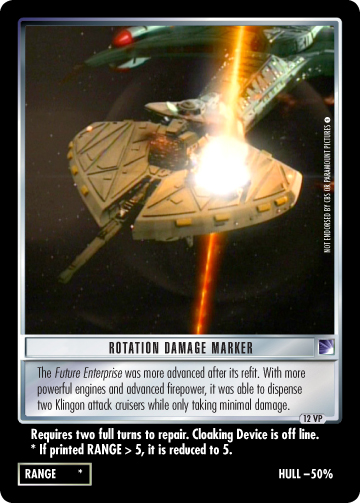 NOT ENDORSED BY CBS OR PARAMOUNT PICTURES
ROTATION DAMAGE MARKER
The Future Enterprise was more advanced after its refit. With more
powerful engines and advanced firepower, it was able to dispense
two Klingon attack cruisers while only taking minimal damage.
12 VP
Requires two full turns to repair. Cloaking Device is off line.
* If printed RANGE > 5, it is reduced to 5.
RANGE *
HULL –50%